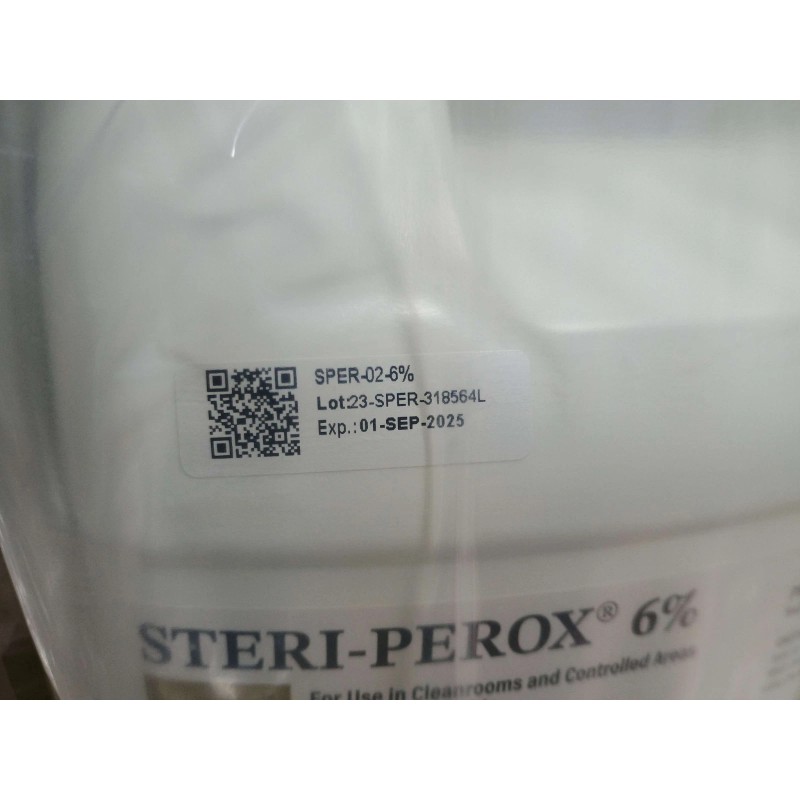 SPER-02-6%
Lot:23-SPER-318564L
Exp.:01-SEP-2025
STERI-PEROX® 6%
For Use in Cleanrooms and Controlled Areas